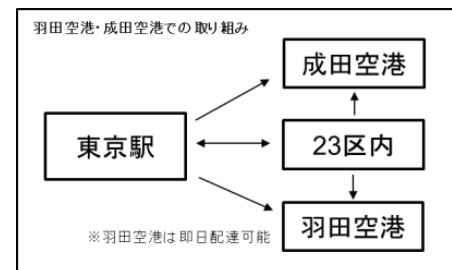 羽田空港・成田空港での取り組み
成田空港
東京駅
23区内
羽田空港
※羽田空港は即日配達可能